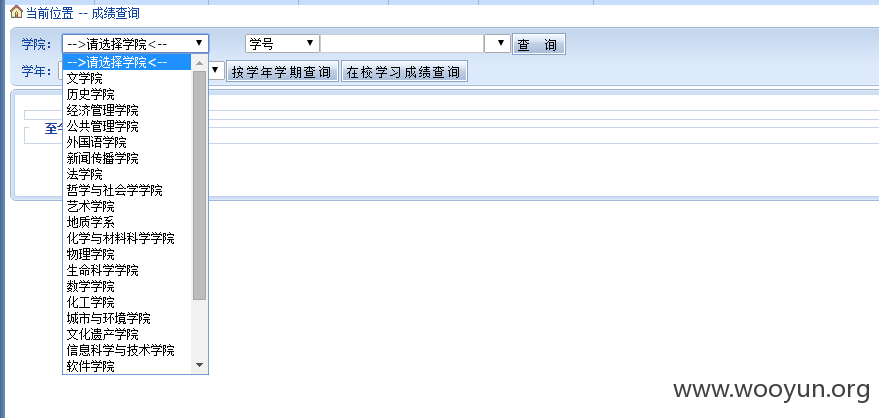 当前位置 -- 成绩查询
学院： -->请选择学院<-- 学号 查 询
学年： 按学年学期查询 在校学习成绩查询
-->请选择学院<--
文学院
历史学院
经济管理学院
公共管理学院
外国语学院
新闻传播学院
法学院
哲学与社会学学院
艺术学院
地质学系
化学与材料科学学院
物理学院
生命科学学院
数学学院
化工学院
城市与环境学院
文化遗产学院
信息科学与技术学院
软件学院
至今
www.wooyun.org